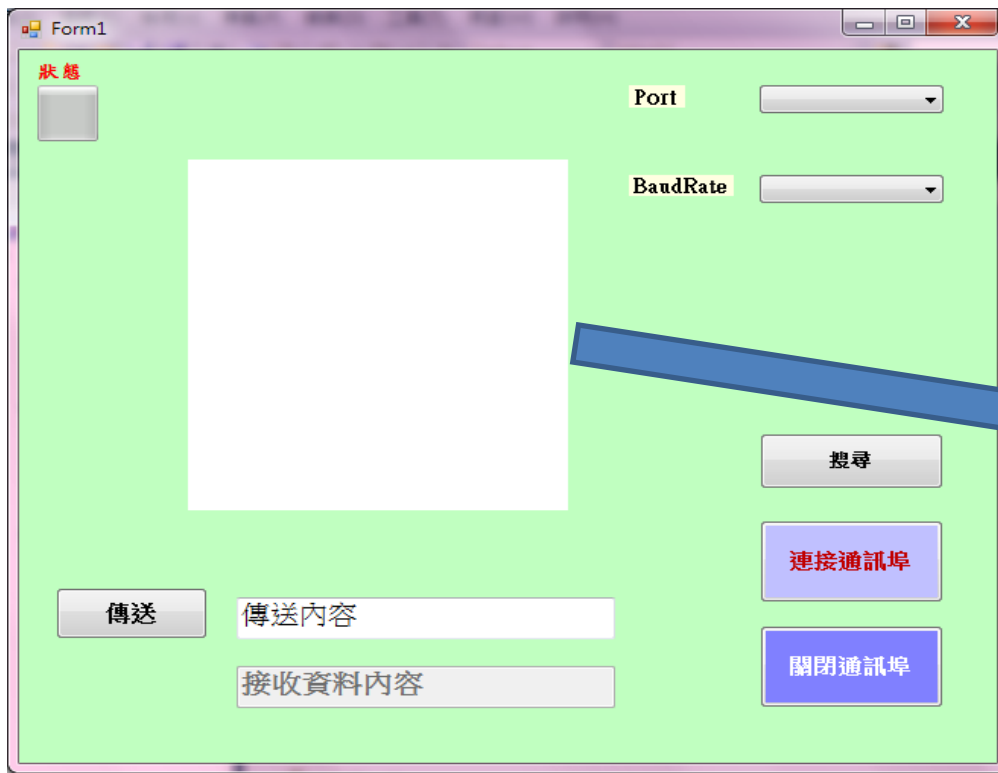 Form1
狀態
Port
BaudRate
搜尋
連接通訊埠
傳送
傳送內容
關閉通訊埠
接收資料內容